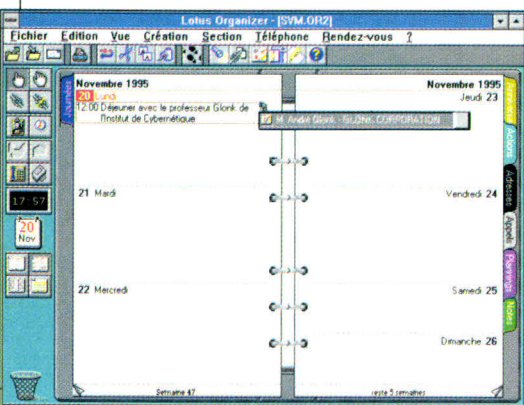 Lotus Organizer - [SVM.OR2]
Fichier Edition Vue Création Section Téléphone Rendez-vous ?
Novembre 1995
20 Lundi
12:00 Déjeuner avec le professeur Glonk de
l'Institut de Cybernétique
21 Mardi
22 Mercredi
Semaine 47
Novembre 1995
Jeudi 23
M. André Glonk - GLONK CORPORATION
Vendredi 24
Samedi 25
Dimanche 26
reste 5 semaines
Journées
Actions
Adresses
Appels
Plannings
Notes
17:57
20
Nov